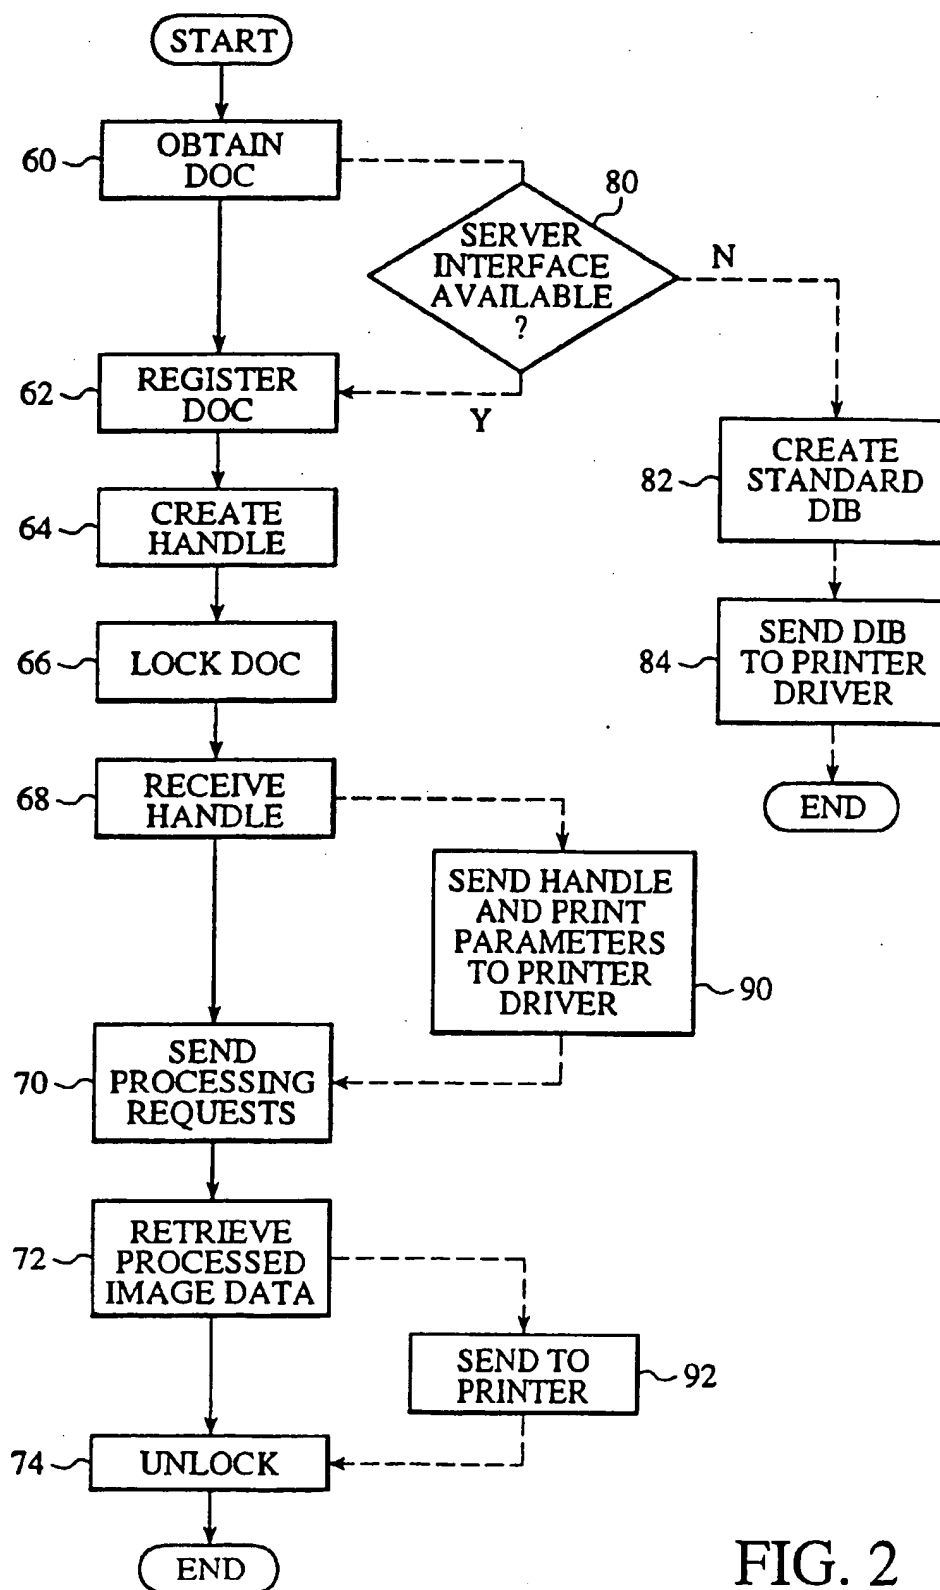 START
60
OBTAIN
DOC
80
SERVER
INTERFACE
AVAILABLE
?
N
Y
62
REGISTER
DOC
64
CREATE
HANDLE
82
CREATE
STANDARD
DIB
66
LOCK DOC
84
SEND DIB
TO PRINTER
DRIVER
68
RECEIVE
HANDLE
END
SEND HANDLE
AND PRINT
PARAMETERS
TO PRINTER
DRIVER
90
70
SEND
PROCESSING
REQUESTS
72
RETRIEVE
PROCESSED
IMAGE DATA
SEND TO
PRINTER
92
74
UNLOCK
END
FIG. 2